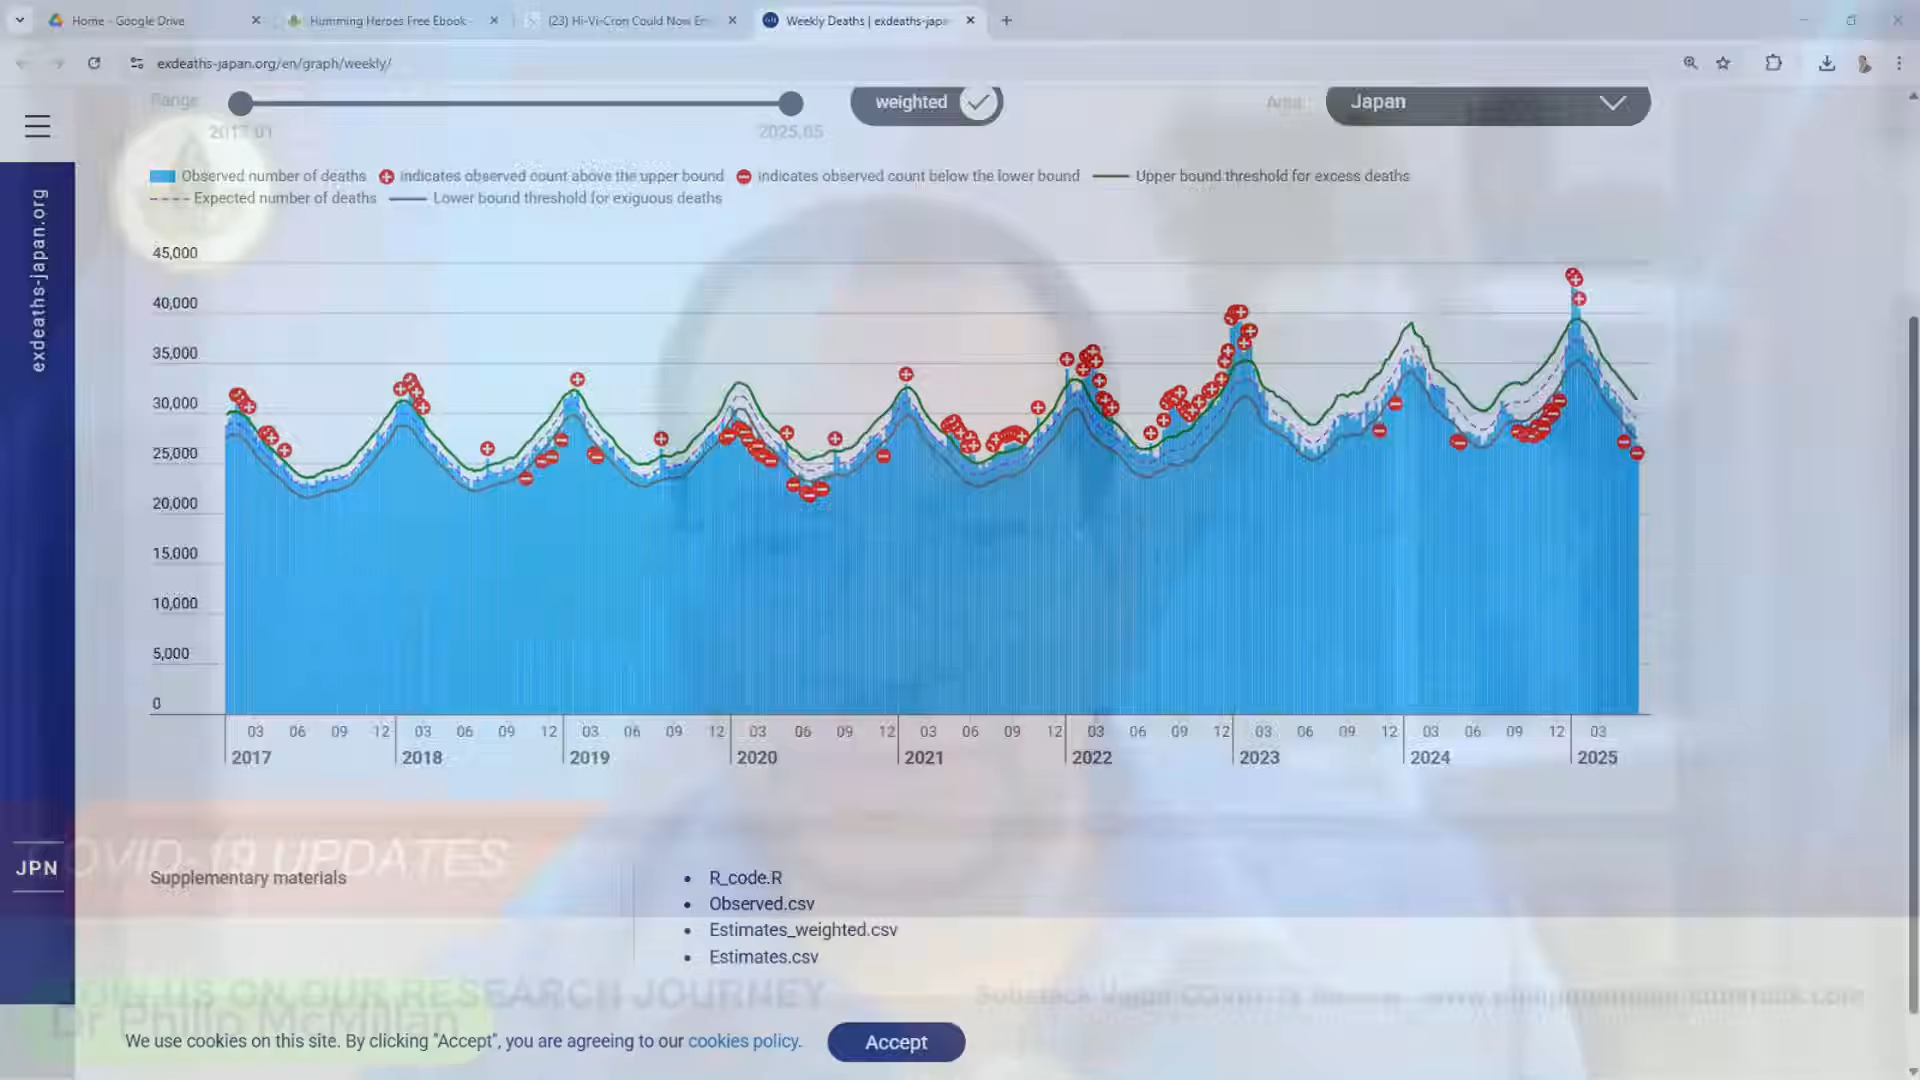 Home - Google Drive
Humming Heroes Free Ebook -
(23) Hi-Vi-Cron Could Now Em
Weekly Deaths | exdeaths-japa
exdeaths-japan.org/en/graph/weekly/
Range
2017.01
2025.05
weighted
Area
Japan
exdeaths-japan.org
Observed number of deaths
indicates observed count above the upper bound
indicates observed count below the lower bound
Upper bound threshold for excess deaths
Expected number of deaths
Lower bound threshold for exiguous deaths
45,000
40,000
35,000
30,000
25,000
20,000
15,000
10,000
5,000
0
03 06 09 12 03 06 09 12 03 06 09 12 03 06 09 12 03 06 09 12 03 06 09 12 03 06 09 12 03 06 09 12 03
2017 2018 2019 2020 2021 2022 2023 2024 2025
JPN
OVID-19 UPDATES
Supplementary materials
R_code.R
Observed.csv
Estimates_weighted.csv
Estimates.csv
JOIN US ON OUR RESEARCH JOURNEY
Dr Philip McMillan
We use cookies on this site. By clicking "Accept", you are agreeing to our cookies policy.
Accept